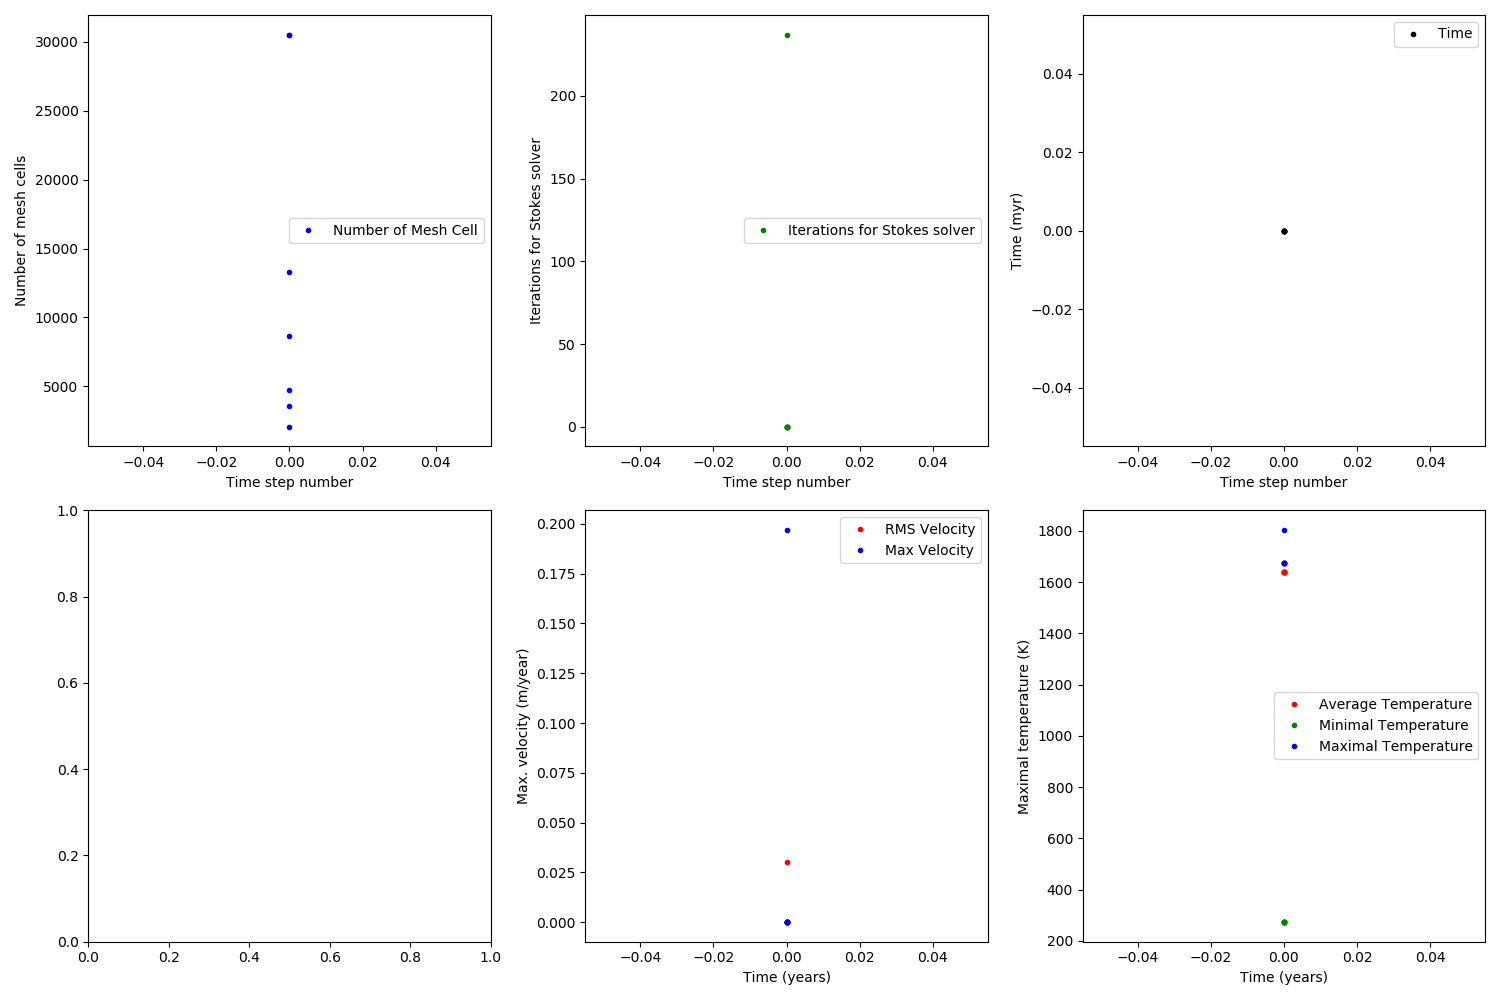 30000
25000
20000
15000
10000
5000
Number of mesh cells
Number of Mesh Cell
−0.04 −0.02 0.00 0.02 0.04
Time step number
200
150
100
50
0
Iterations for Stokes solver
Iterations for Stokes solver
−0.04 −0.02 0.00 0.02 0.04
Time step number
0.04
0.02
0.00
−0.02
−0.04
Time (myr)
Time
−0.04 −0.02 0.00 0.02 0.04
Time step number
1.0
0.8
0.6
0.4
0.2
0.0
0.0 0.2 0.4 0.6 0.8 1.0
0.200
0.175
0.150
0.125
0.100
0.075
0.050
0.025
0.000
Max. velocity (m/year)
RMS Velocity
Max Velocity
−0.04 −0.02 0.00 0.02 0.04
Time (years)
1800
1600
1400
1200
1000
800
600
400
200
Maximal temperature (K)
Average Temperature
Minimal Temperature
Maximal Temperature
−0.04 −0.02 0.00 0.02 0.04
Time (years)